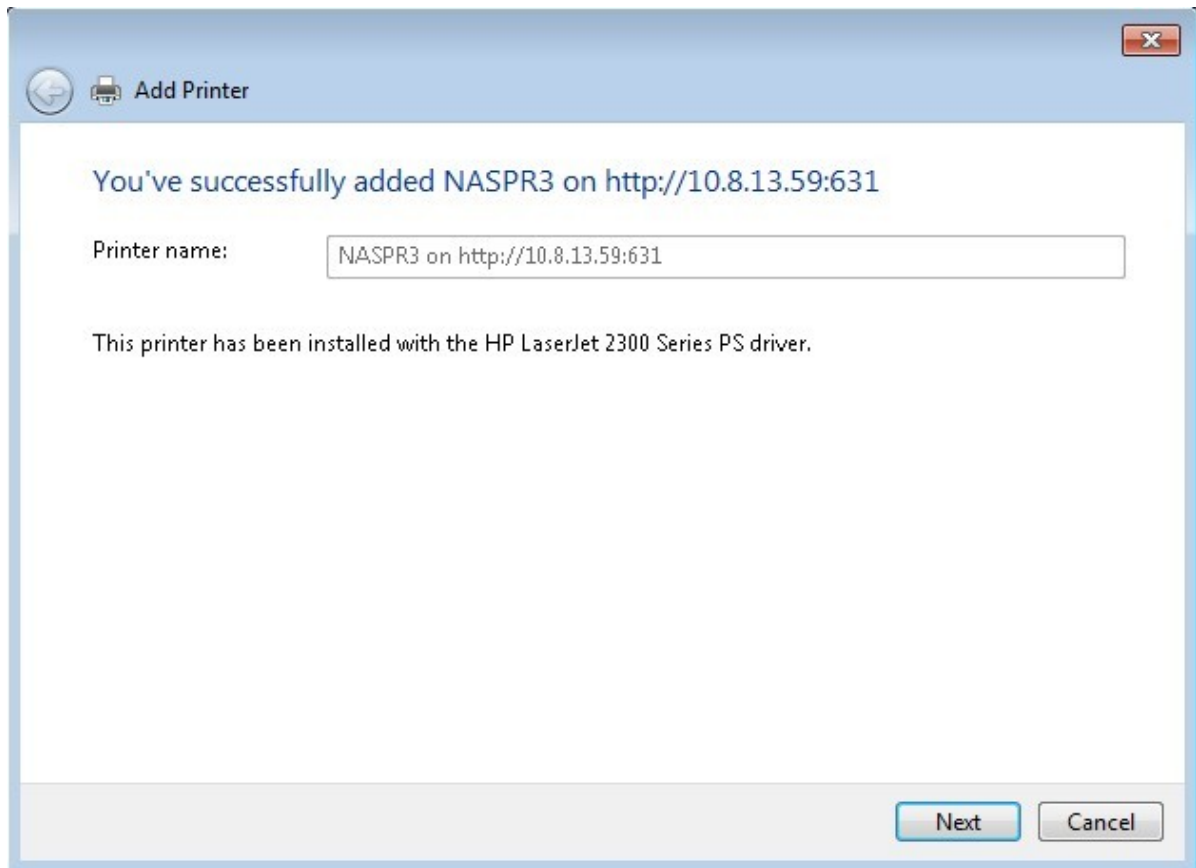 Add Printer
You've successfully added NASPR3 on http://10.8.13.59:631
Printer name:
NASPR3 on http://10.8.13.59:631
This printer has been installed with the HP LaserJet 2300 Series PS driver.
Next
Cancel